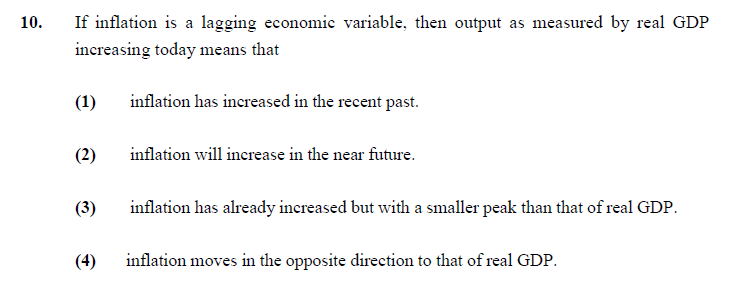 10. If inflation is a lagging economic variable, then output as measured by real GDP
increasing today means that
(1) inflation has increased in the recent past.
(2) inflation will increase in the near future.
(3) inflation has already increased but with a smaller peak than that of real GDP.
(4) inflation moves in the opposite direction to that of real GDP.